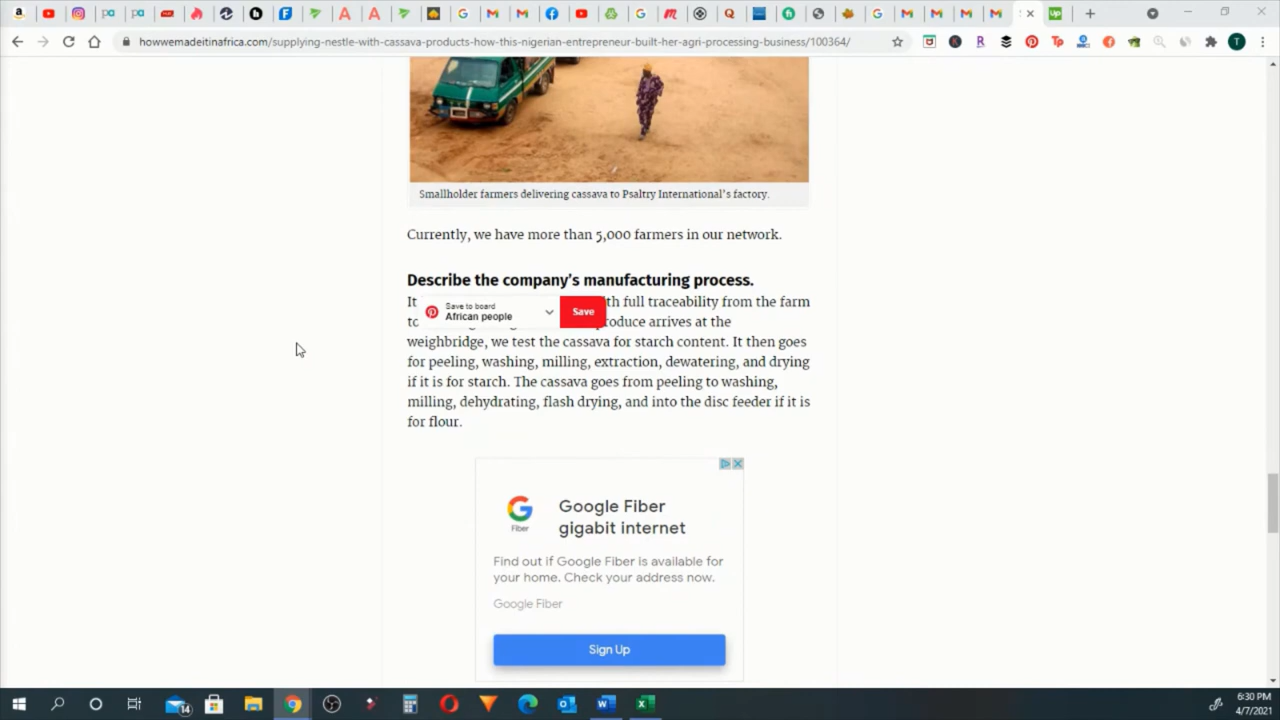 howwemadeitinafrica.com/supplying-nestle-with-cassava-products-how-this-nigerian-entrepreneur-built-her-agri-processing-business/100364/
Smallholder farmers delivering cassava to Psaltry International's factory.
Currently, we have more than 5,000 farmers in our network.
Describe the company's manufacturing process.
It th full traceability from the farm
Save to board
African people
Save
to produce arrives at the
weighbridge, we test the cassava for starch content. It then goes
for peeling, washing, milling, extraction, dewatering, and drying
if it is for starch. The cassava goes from peeling to washing,
milling, dehydrating, flash drying, and into the disc feeder if it is
for flour.
Google Fiber
gigabit internet
Fiber
Find out if Google Fiber is available for
your home. Check your address now.
Google Fiber
Sign Up
14
6:30 PM
4/7/2021